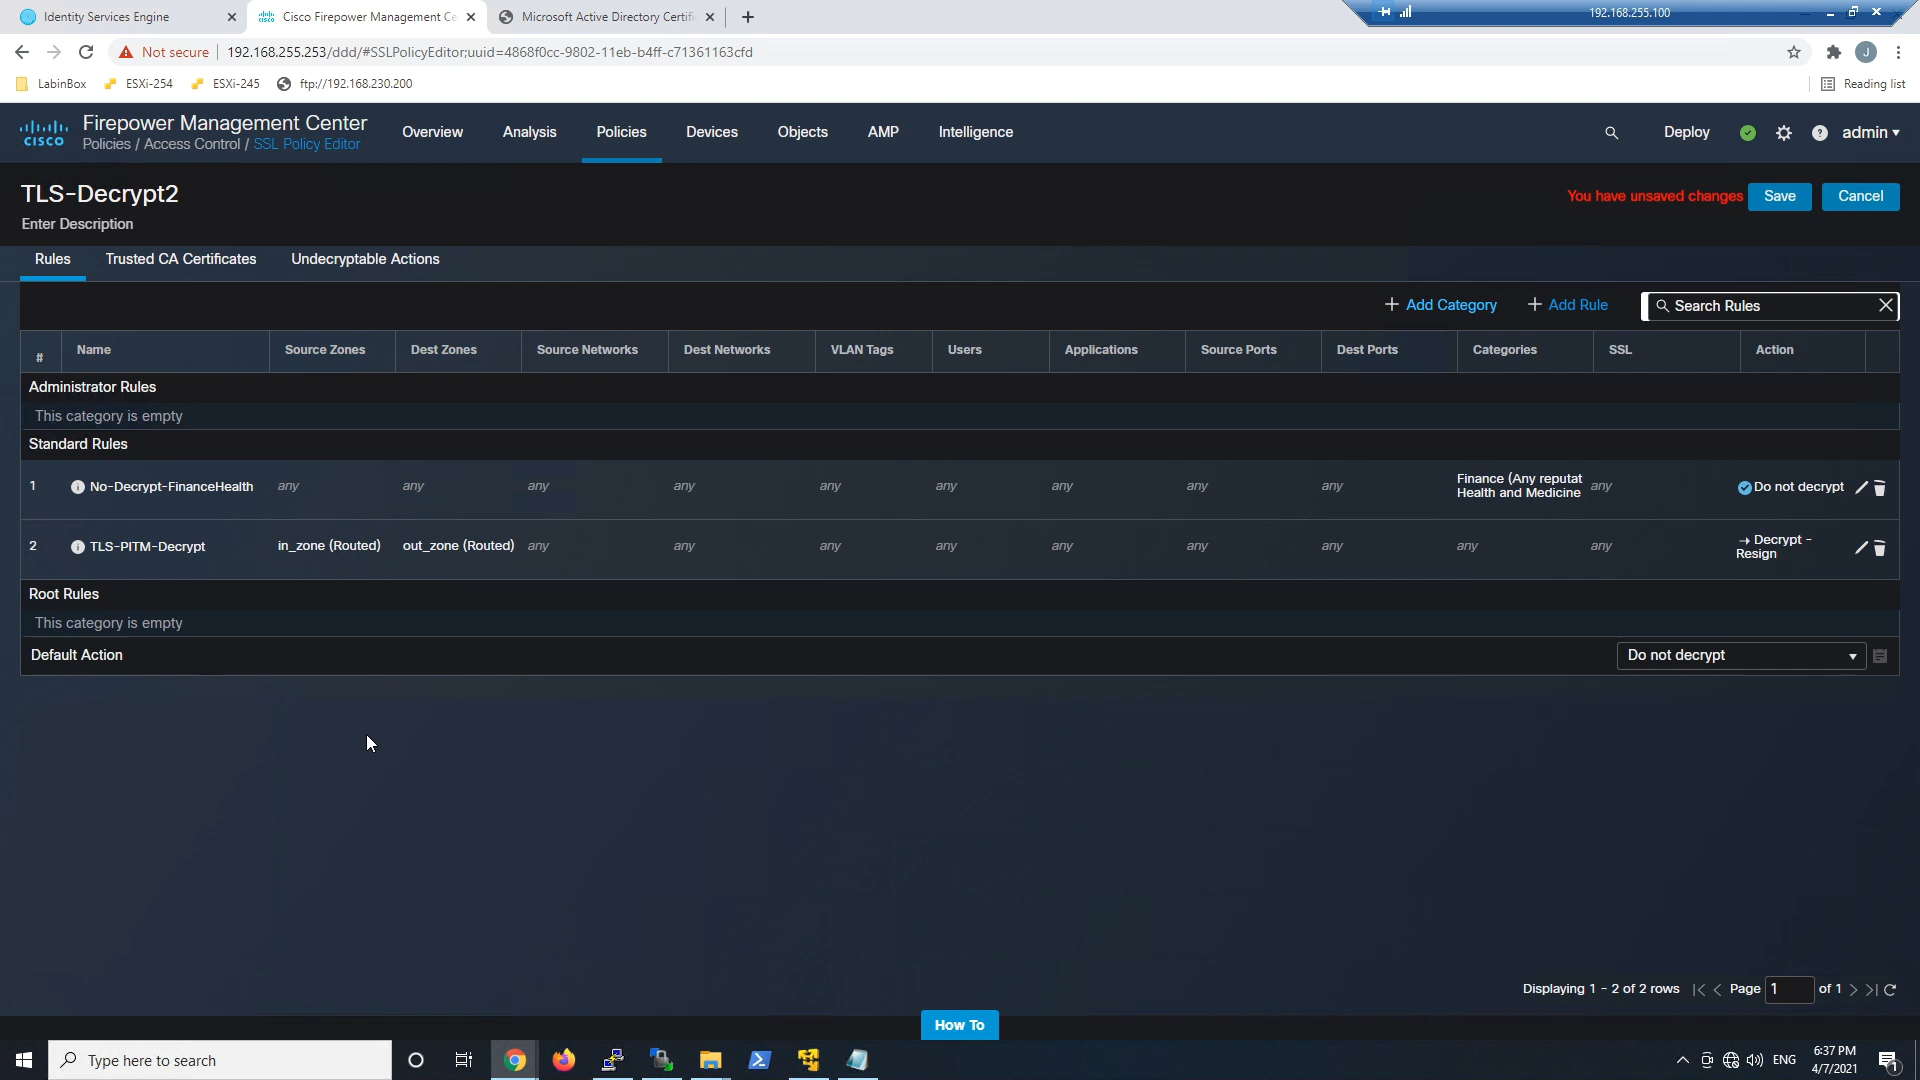 Identity Services Engine
Cisco Firepower Management Ce
Microsoft Active Directory Certifi
192.168.255.100
Not secure
192.168.255.253/ddd/#SSLPolicyEditor;uuid=4868f0cc-9802-11eb-b4ff-c71361163cfd
J
LabinBox
ESXi-254
ESXi-245
ftp://192.168.230.200
Reading list
CISCO
Firepower Management Center
Policies / Access Control / SSL Policy Editor
Overview
Analysis
Policies
Devices
Objects
AMP
Intelligence
Deploy
admin
TLS-Decrypt2
Enter Description
You have unsaved changes
Save
Cancel
Rules
Trusted CA Certificates
Undecryptable Actions
+ Add Category
+ Add Rule
Search Rules
# Name Source Zones Dest Zones Source Networks Dest Networks VLAN Tags Users Applications Source Ports Dest Ports Categories SSL Action
Administrator Rules
This category is empty
Standard Rules
1 No-Decrypt-FinanceHealth any any any any any any any any any Finance (Any reputat
Health and Medicine any Do not decrypt
2 TLS-PITM-Decrypt in_zone (Routed) out_zone (Routed) any any any any any any any any any → Decrypt -
Resign
Root Rules
This category is empty
Default Action
Do not decrypt
Displaying 1 - 2 of 2 rows
Page 1 of 1
How To
Type here to search
ENG
6:37 PM
4/7/2021
1